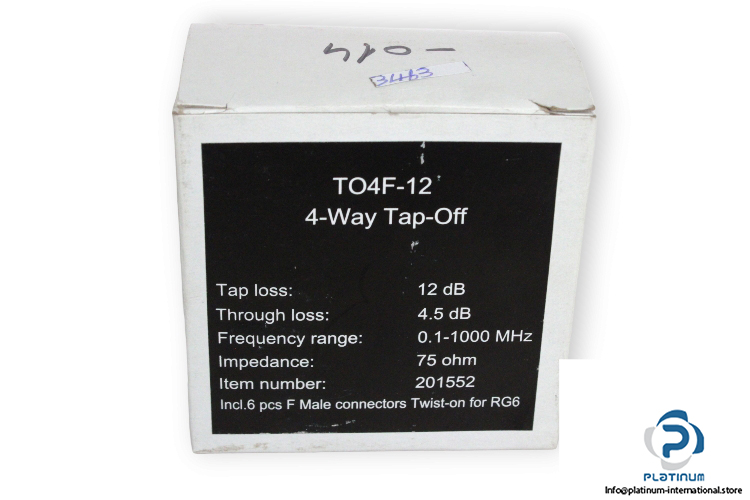 410-
3463
TO4F-12
4-Way Tap-Off
Tap loss: 12 dB
Through loss: 4.5 dB
Frequency range: 0.1-1000 MHz
Impedance: 75 ohm
Item number: 201552
Incl.6 pcs F Male connectors Twist-on for RG6
PLATINUM
Info@platinum-international.store